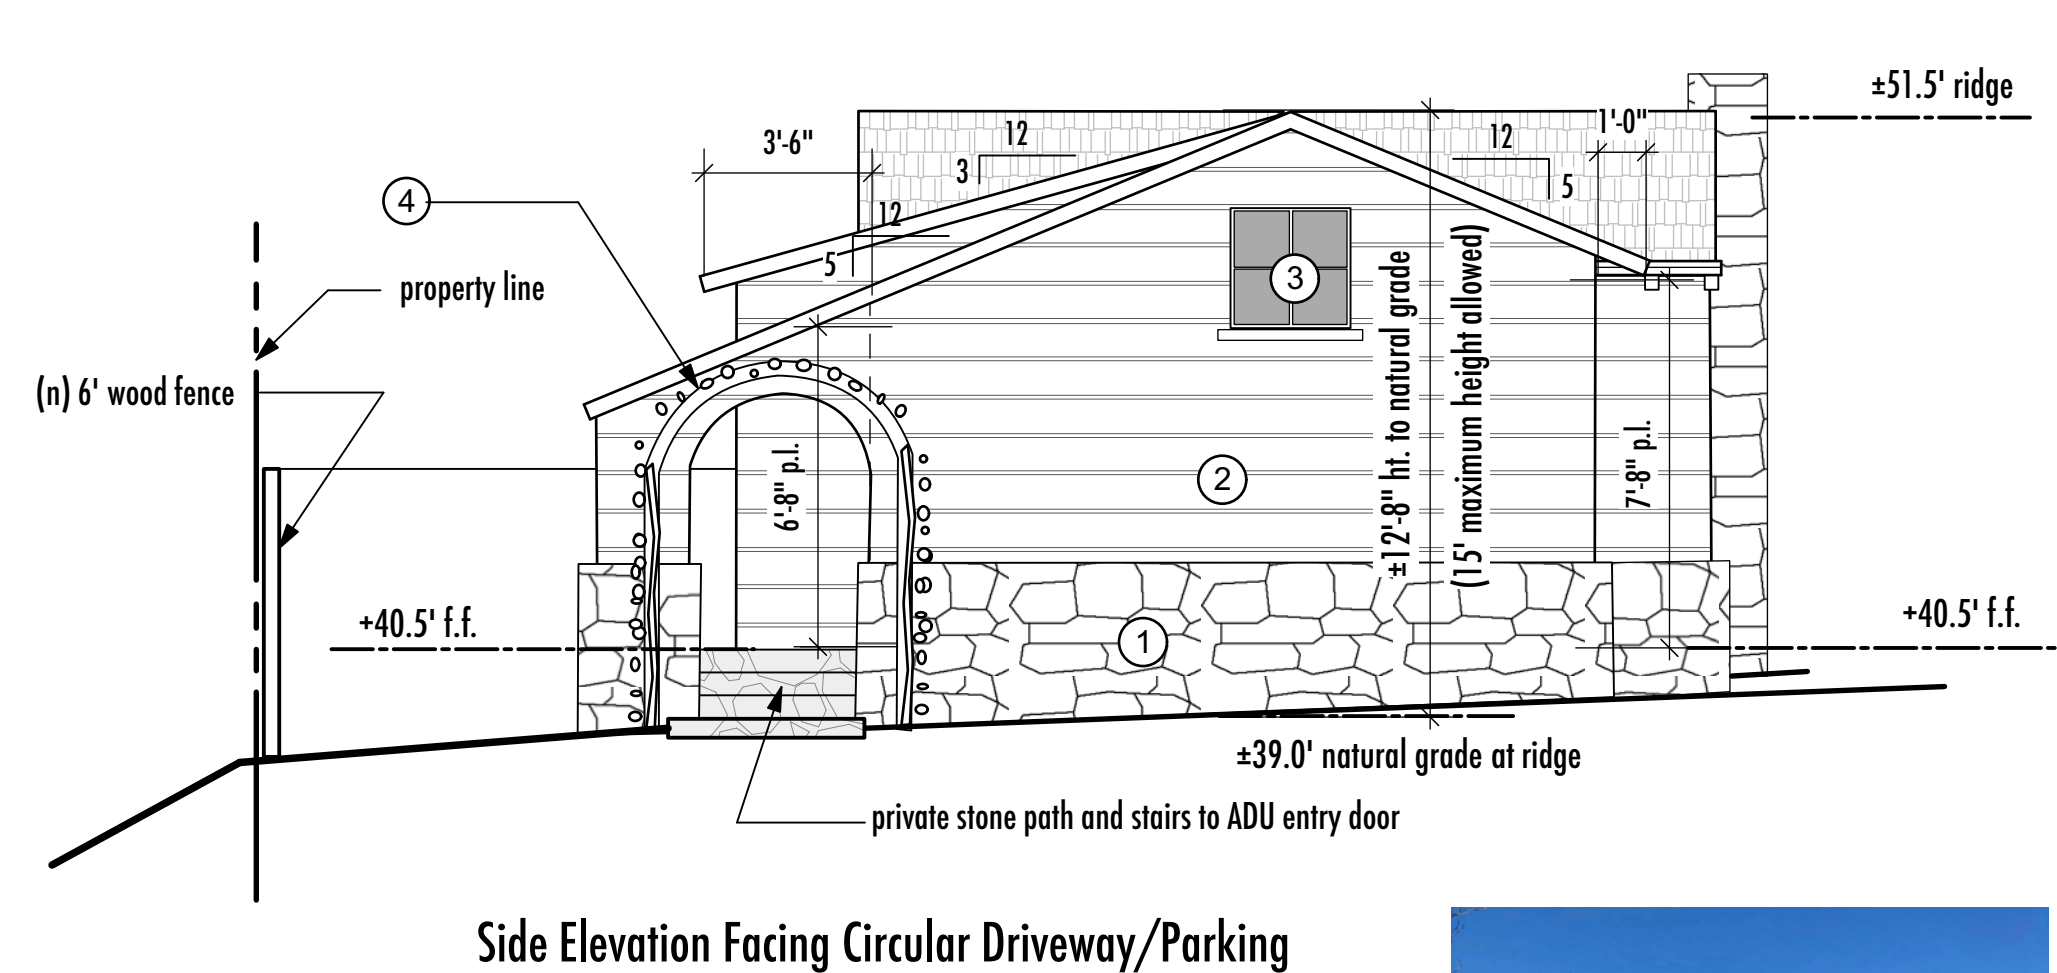 ±51.5' ridge
3'-6"
12
3
12
5
1'-0"
4
12
5
property line
3
(n) 6' wood fence
±12'-8" ht. to natural grade
(15' maximum height allowed)
6'-8" p.l.
2
7'-8" p.l.
+40.5' f.f.
1
+40.5' f.f.
±39.0' natural grade at ridge
private stone path and stairs to ADU entry door
Side Elevation Facing Circular Driveway/Parking